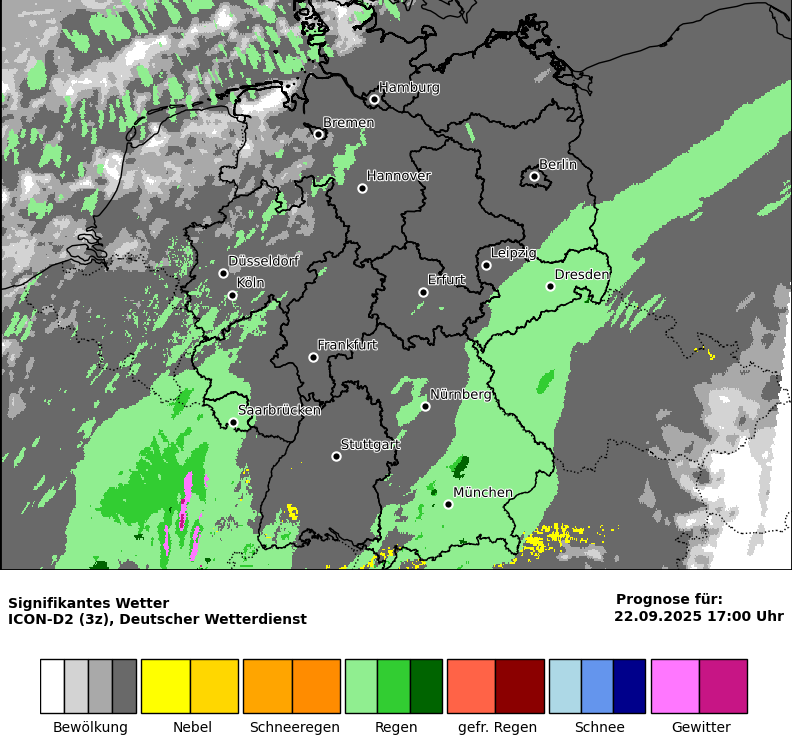 Hamburg
Bremen
Hannover
Berlin
Düsseldorf
Köln
Leipzig
Dresden
Erfurt
Frankfurt
Nürnberg
Saarbrücken
Stuttgart
München
Signifikantes Wetter
ICON-D2 (3z), Deutscher Wetterdienst
Prognose für:
22.09.2025 17:00 Uhr
Bewölkung
Nebel
Schneeregen
Regen
gefr. Regen
Schnee
Gewitter